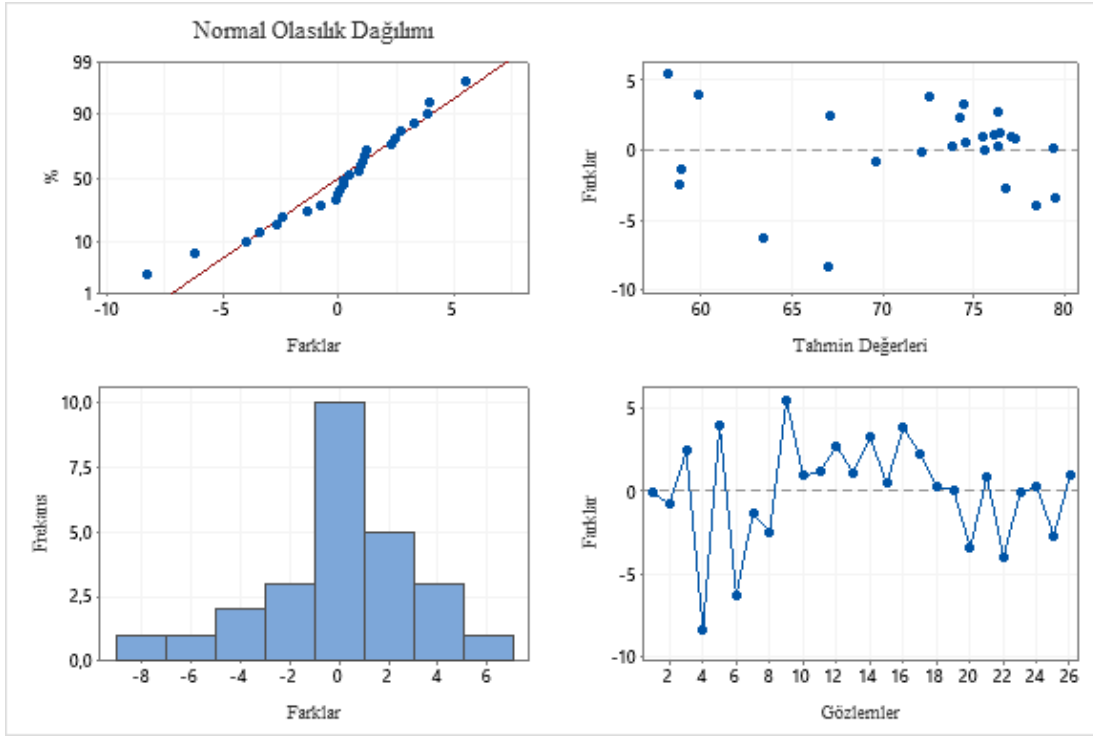 Normal Olasılık Dağılımı
99
90
50
10
1
%
-10 -5 0 5
Farklar
5
0
-5
-10
Farklar
60 65 70 75 80
Tahmin Değerleri
10,0
7,5
5,0
2,5
0,0
Frekans
-8 -6 -4 -2 0 2 4 6
Farklar
5
0
-5
-10
Farklar
2 4 6 8 10 12 14 16 18 20 22 24 26
Gözlemler